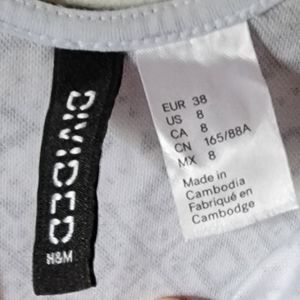 DIVIDED
H&M
EUR 38
US 8
CA 8
CN 165/88A
MX 8
Made in
Cambodia
Fabriqué en
Cambodge